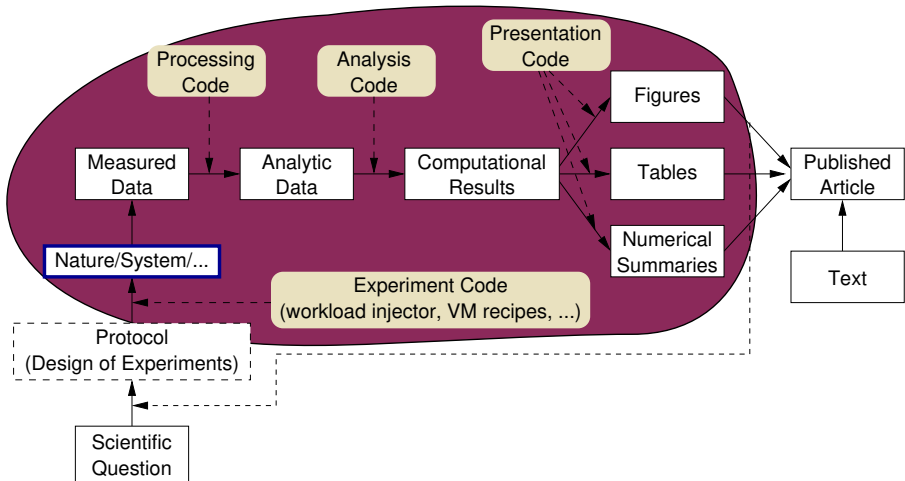 Processing
Code
Analysis
Code
Presentation
Code
Figures
Measured
Data
Analytic
Data
Computational
Results
Tables
Published
Article
Numerical
Summaries
Nature/System/...
Text
Experiment Code
(workload injector, VM recipes, ...)
Protocol
(Design of Experiments)
Scientific
Question